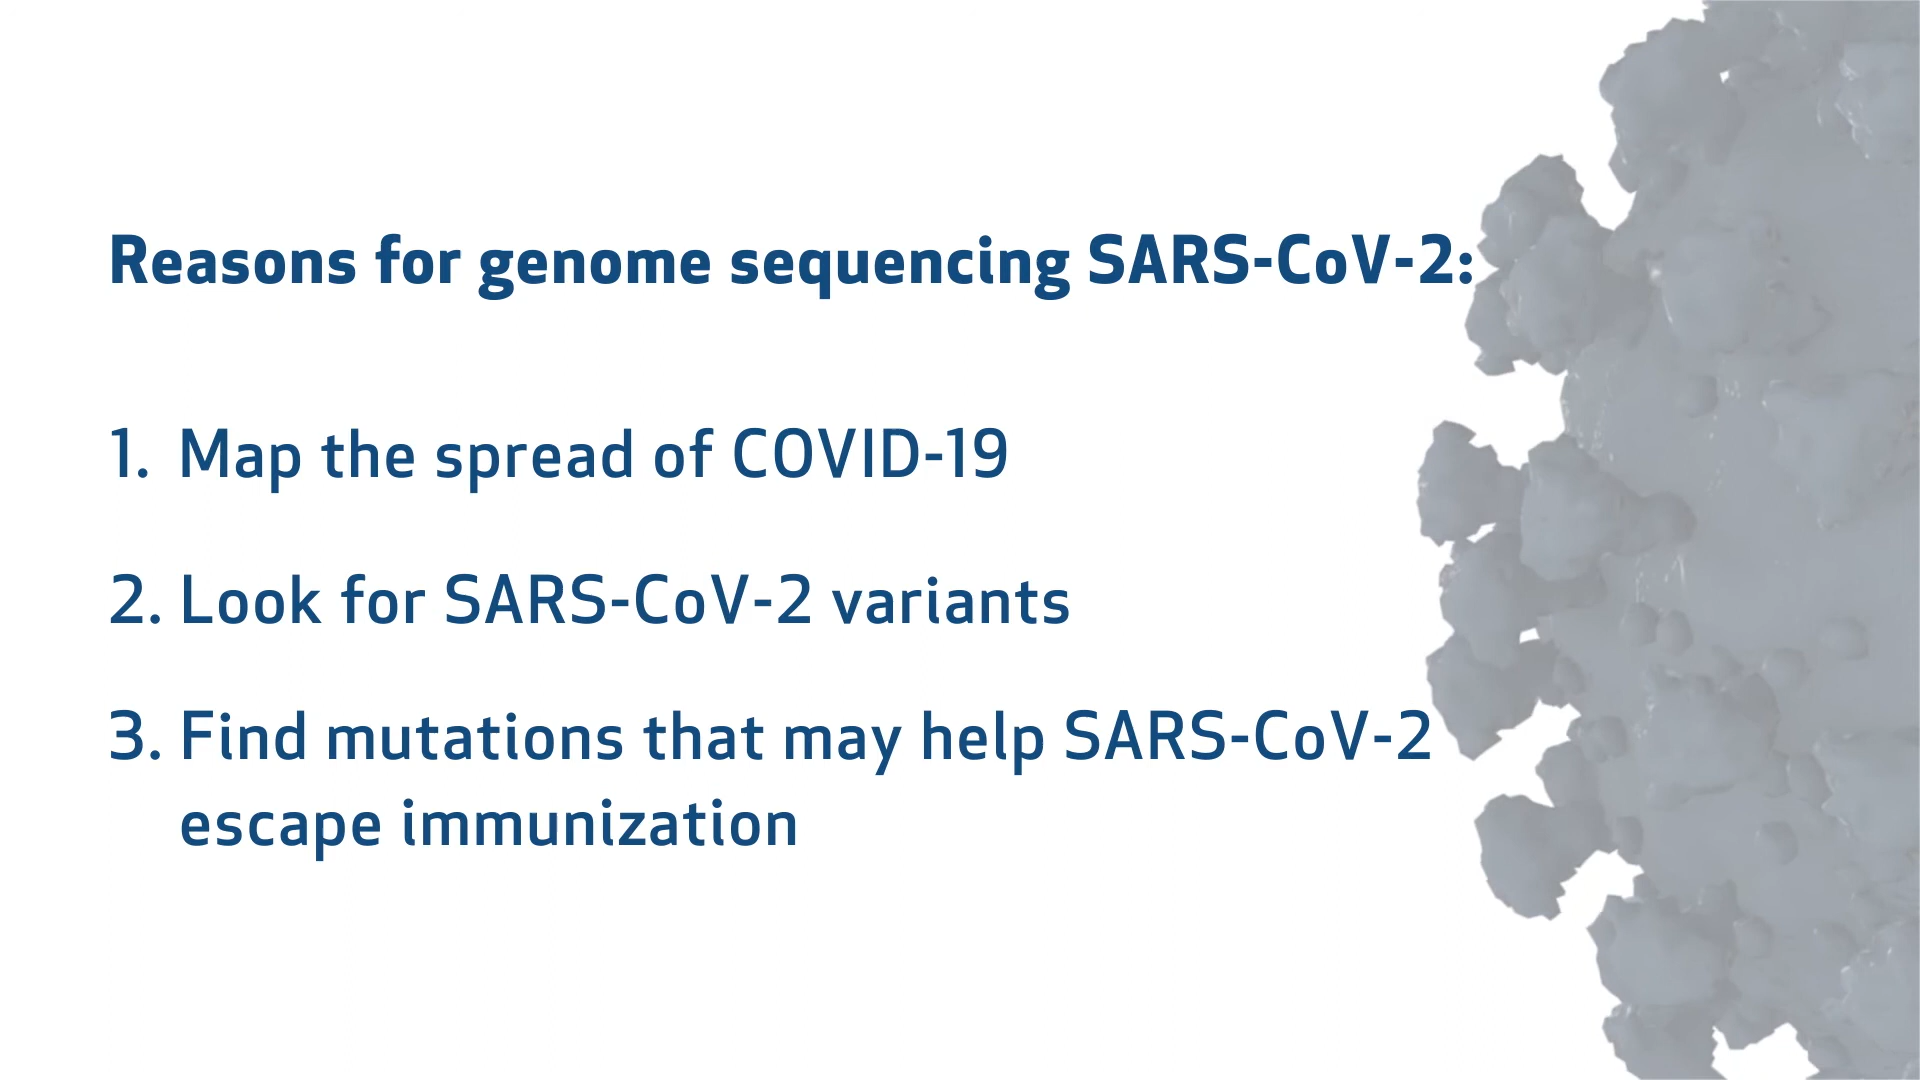 Reasons for genome sequencing SARS-CoV-2:
1. Map the spread of COVID-19
2. Look for SARS-CoV-2 variants
3. Find mutations that may help SARS-CoV-2
escape immunization